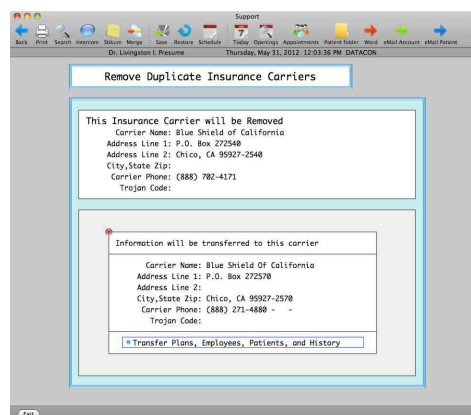 Support
Back Print Search Intercom Stikum Merge Save Restore Schedule Today Openings Appointments Patient folder Word eMail Account eMail Patient
7
Dr. Livingston I. Presume Thursday, May 31, 2012 12:03:36 PM DATACON
Remove Duplicate Insurance Carriers
This Insurance Carrier will be Removed
Carrier Name: Blue Shield of California
Address Line 1: P.O. Box 272540
Address Line 2: Chico, CA 95927-2540
City,State Zip:
Carrier Phone: (888) 702-4171
Trojan Code:
Information will be transferred to this carrier
Carrier Name: Blue Shield Of California
Address Line 1: P.O. Box 272570
Address Line 2:
City,State Zip: Chico, CA 95927-2570
Carrier Phone: (888) 271-4880 - -
Trojan Code:
Transfer Plans, Employees, Patients, and History
Exit